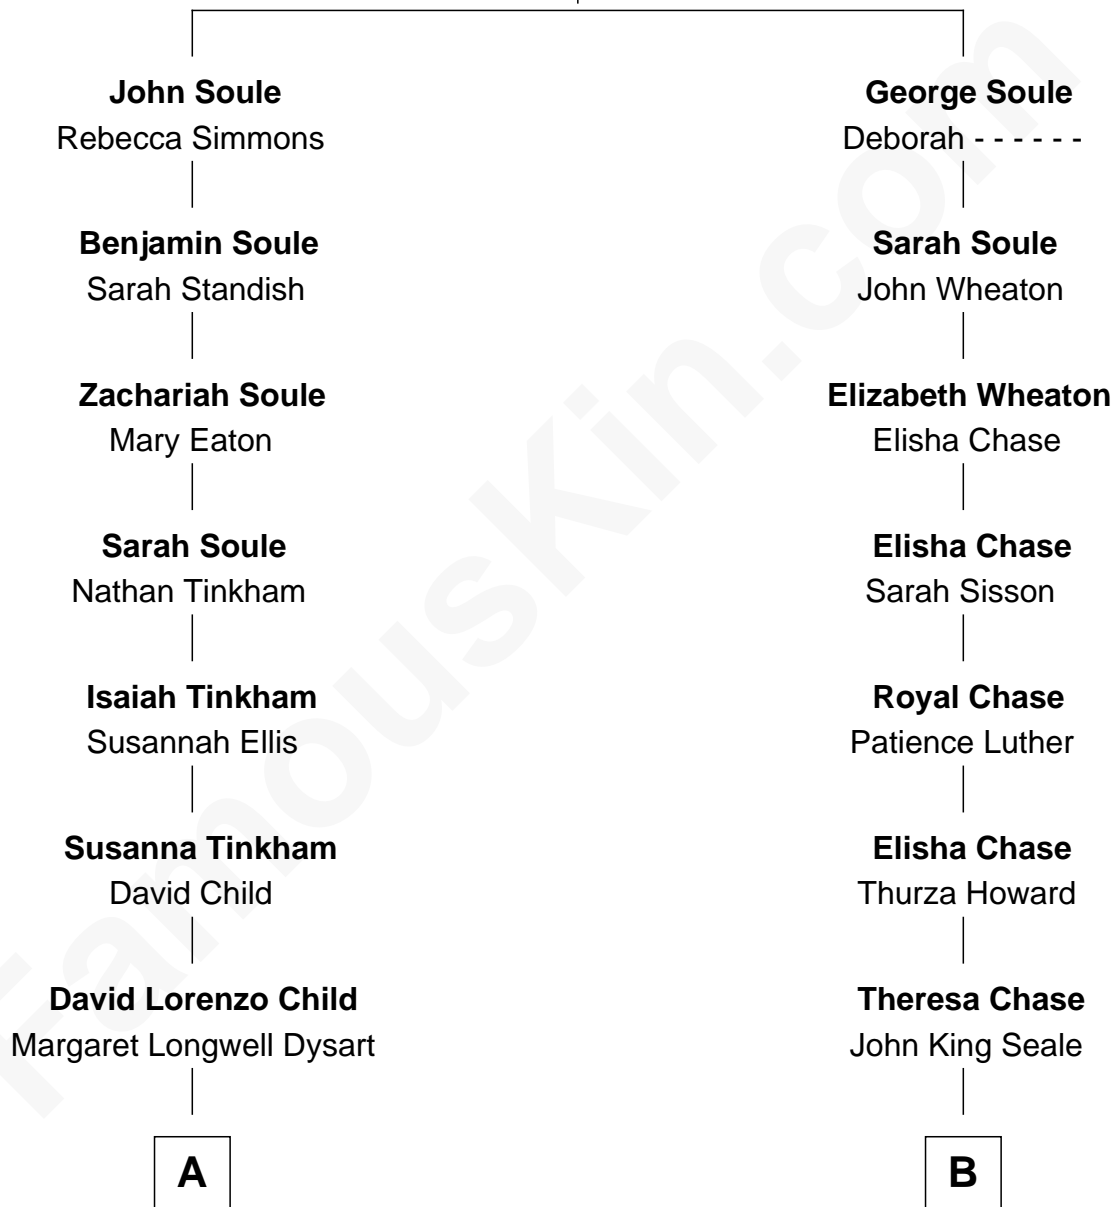 John Soule
Rebecca Simmons
Benjamin Soule
Sarah Standish
Zachariah Soule
Mary Eaton
Sarah Soule
Nathan Tinkham
Isaiah Tinkham
Susannah Ellis
Susanna Tinkham
David Child
David Lorenzo Child
Margaret Longwell Dysart
A
George Soule
Deborah - - - - - -
Sarah Soule
John Wheaton
Elizabeth Wheaton
Elisha Chase
Elisha Chase
Sarah Sisson
Royal Chase
Patience Luther
Elisha Chase
Thurza Howard
Theresa Chase
John King Seale
B
FamousKin.com